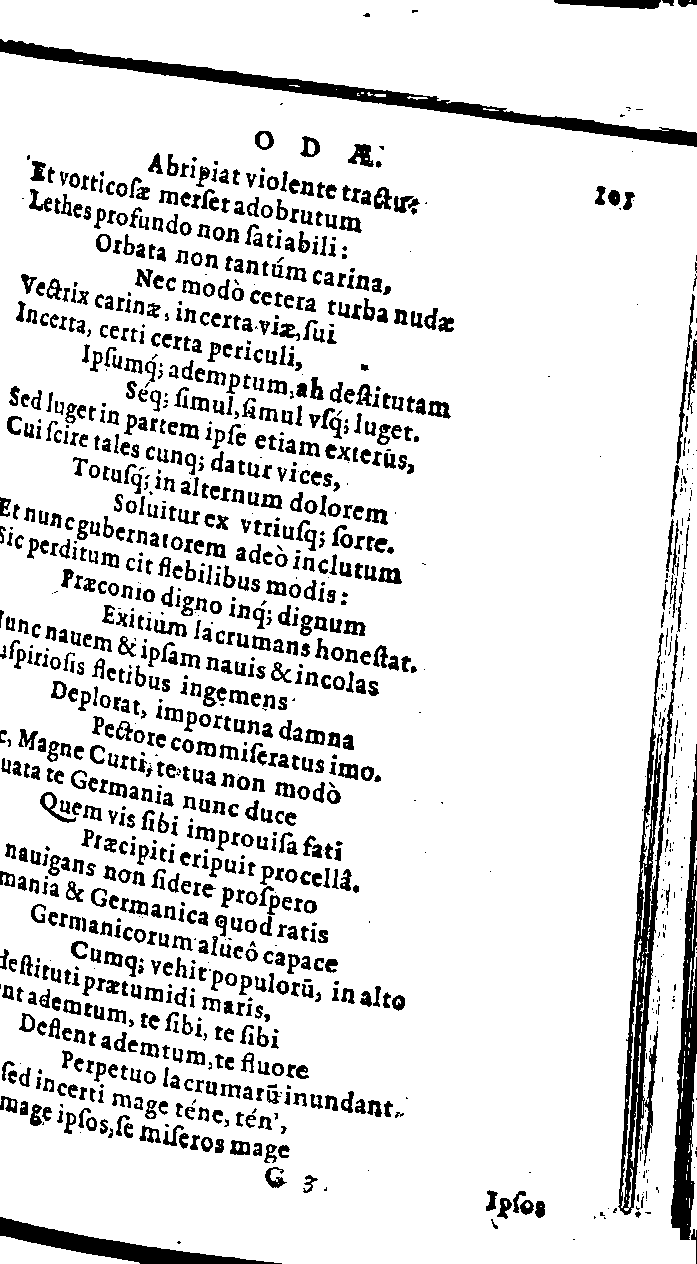 ODÆ. 101
Abripiat violente tractu:
Et vorticosæ merset adobrutum
Lethes profundo non satiabili:
Orbata non tantúm carina,
Nec modò cetera turba nudæ
Vectrix carinæ, incerta viæ, sui
Incerta, certi certa periculi,
Ipsumq́; ademptum, ah destitutam
Séq; simul, simul vsq́; luget.
Sed luget in partem ipse etiam exterũs,
Cui scire tales cunq; datur vices,
Totusq́; in alternum dolorem
Soluitur ex vtriusq; sorte.
Et nunc gubernatorem adeò inclutum
Sic perditum cit flebilibus modis:
Præconio digno inq́; dignum
Exitium lacrumans honestat.
Nunc nauem & ipsam nauis & incolas
uspiriosis fletibus ingemens
Deplorat, importuna damna
Pectore commiseratus imo.
Magne Curti, te tua non modò
uata te Germania nunc duce
Quem vis sibi improuisa fati
Præcipiti eripuit procellâ.
nauigans non sidere prospero
mania & Germanica quod ratis
Germanicorum alueô capace
Cumq; vehit populorũ, in alto
destituti prætumidi maris,
nt ademtum, te sibi, te sibi
Deflent ademtum, te fluore
Perpetuo lacrumarũ inundant.
sed incerti mage téne, tén',
mage ipsos, se miseros mage
G 3. Ipsos